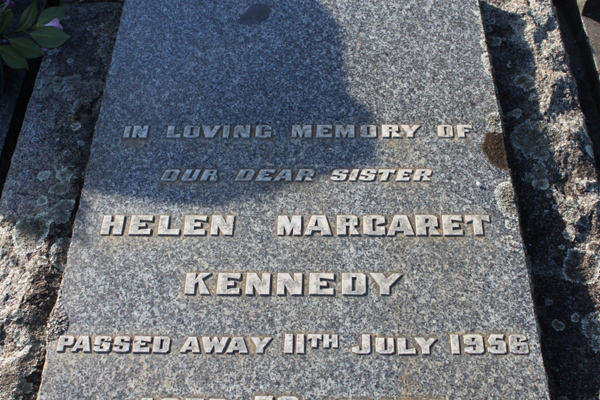 IN LOVING MEMORY OF
OUR DEAR SISTER
HELEN MARGARET
KENNEDY
PASSED AWAY 11TH JULY 1956